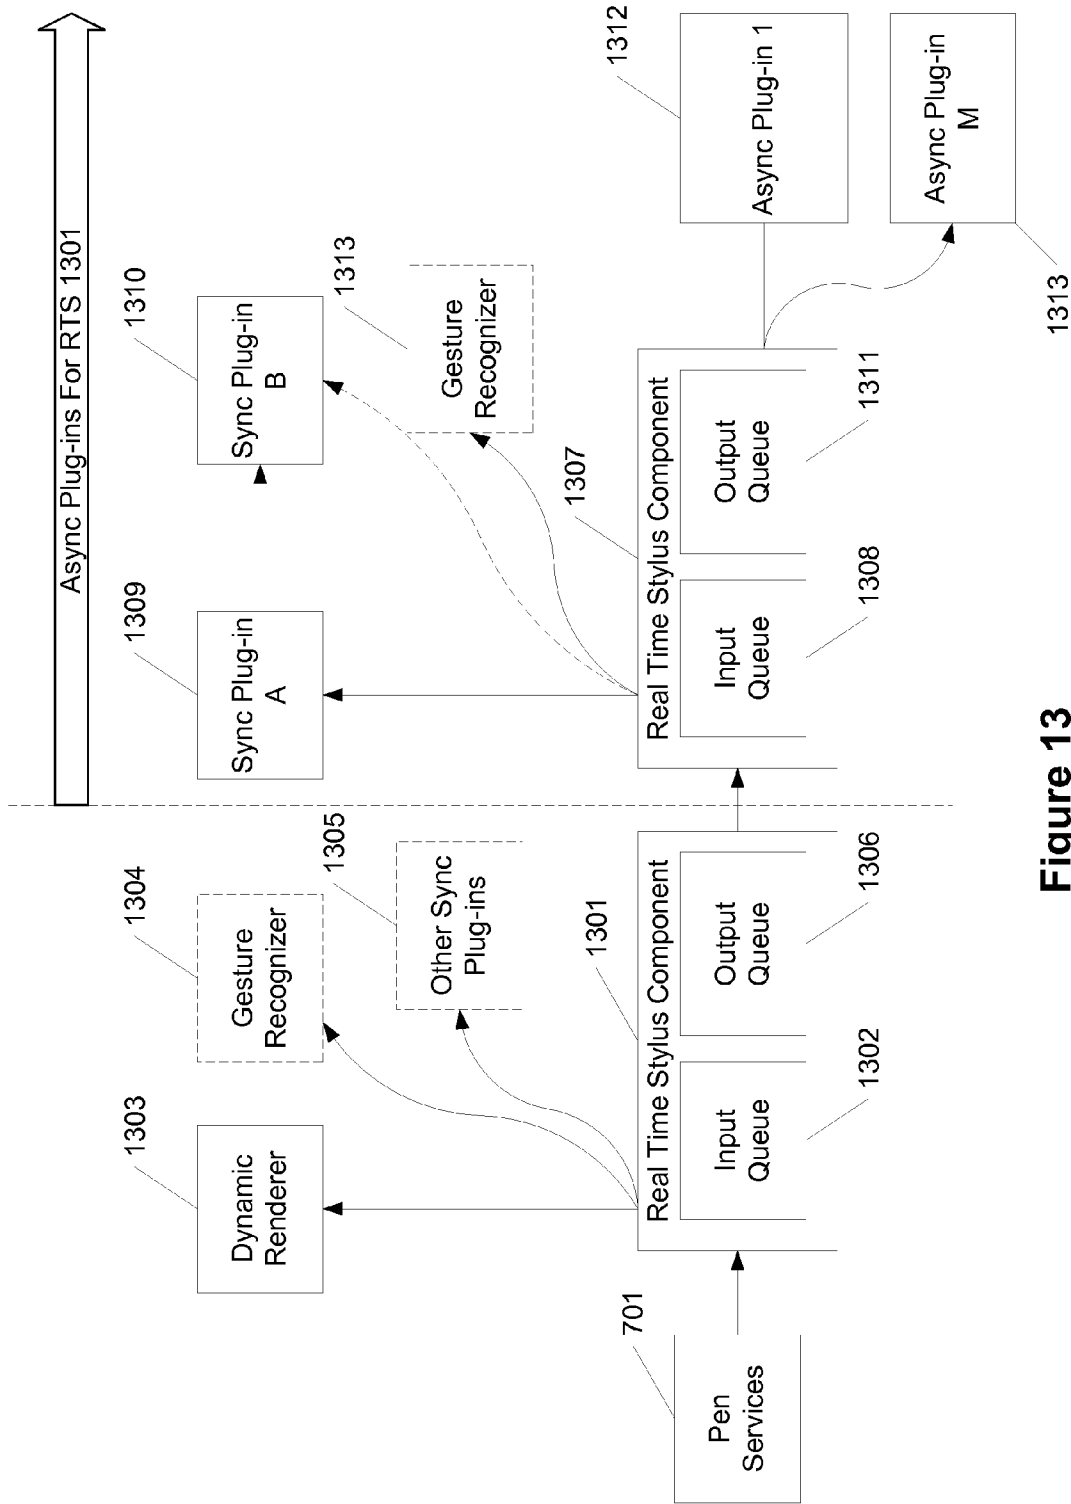 Async Plug-ins For RTS 1301
1303
Dynamic
Renderer
1304
Gesture
Recognizer
1305
Other Sync
Plug-ins
1309
Sync Plug-in
A
1310
Sync Plug-in
B
1313
Gesture
Recognizer
701
Pen
Services
1301
Real Time Stylus Component
Input
Queue
1302
Output
Queue
1306
1307
Real Time Stylus Component
Input
Queue
1308
Output
Queue
1311
1312
Async Plug-in 1
Async Plug-in
M
1313
Figure 13